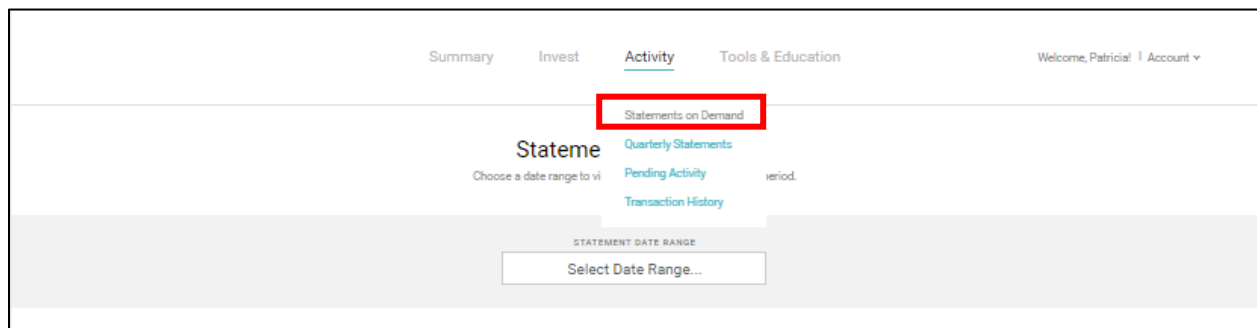 Summary Invest Activity Tools & Education Welcome, Patricia! | Account
Statements on Demand
Quarterly Statements
Pending Activity
Transaction History
Stateme
Choose a date range to vi eriod.
STATEMENT DATE RANGE
Select Date Range...